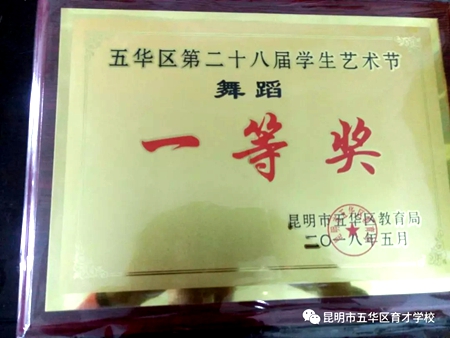 五华区第二十八届学生艺术节
舞蹈
一等奖
昆明市五华区教育局
二〇一八年五月
昆明市五华区育才学校